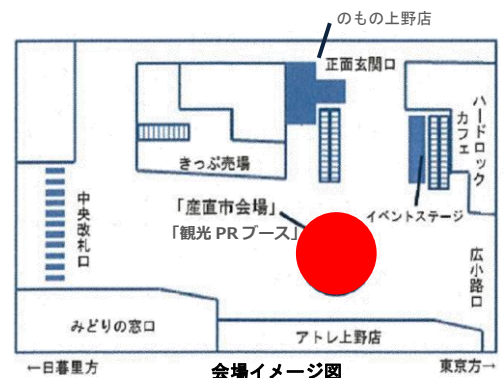 のもの上野店
正面玄関口
ハードロック
カフェ
きっぷ売場
「産直市会場」
「観光PRブース」
イベントステージ
中央改札口
広小路口
みどりの窓口
アトレ上野店
←日暮里方
会場イメージ図
東京方→